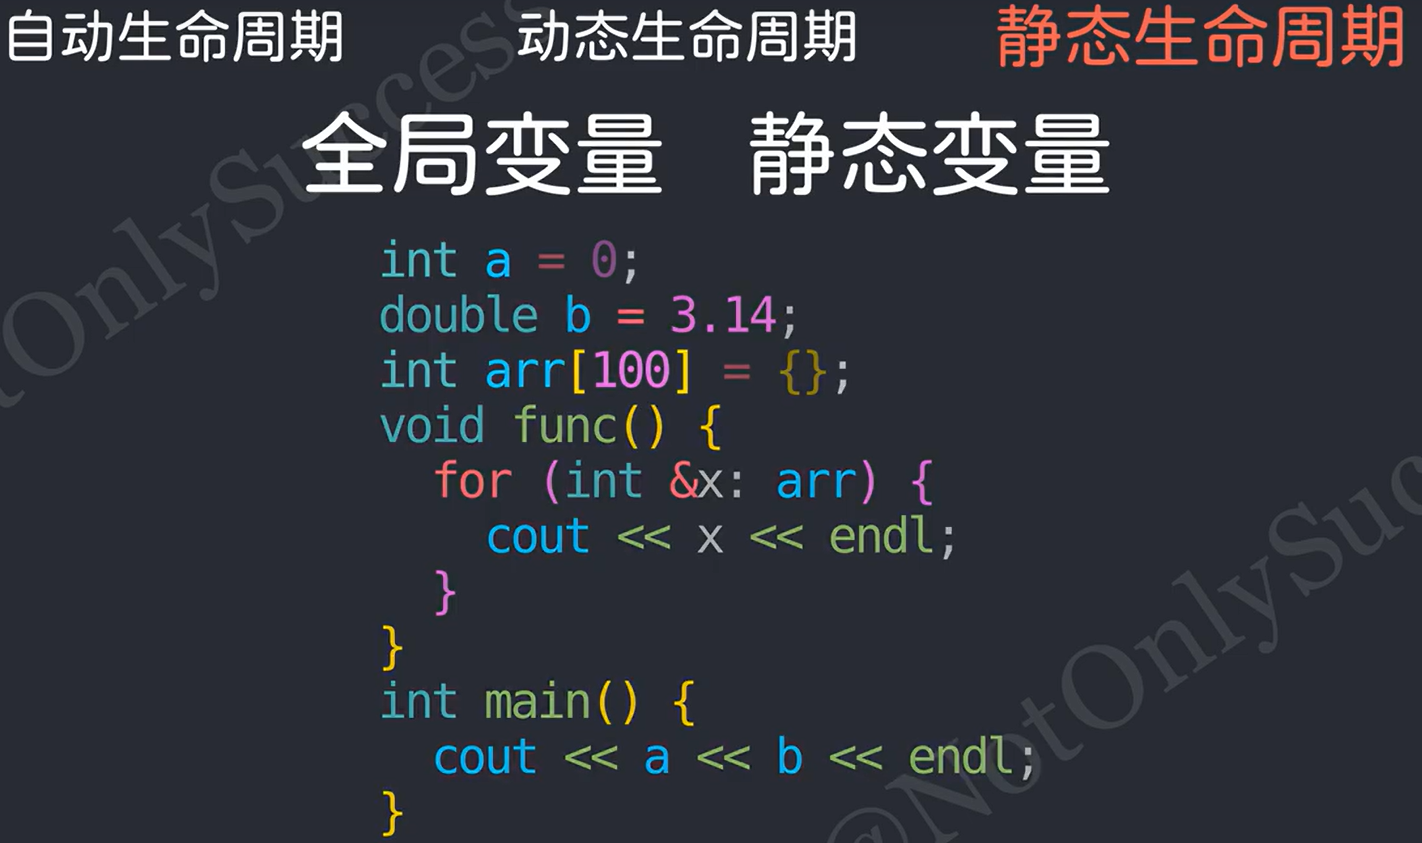 自动生命周期 动态生命周期 静态生命周期
全局变量 静态变量
int a = 0;
double b = 3.14;
int arr[100] = {};
void func() {
  for (int &x: arr) {
    cout << x << endl;
  }
}
int main() {
  cout << a << b << endl;
}
@NotOnlySuc
tOnlySuccess